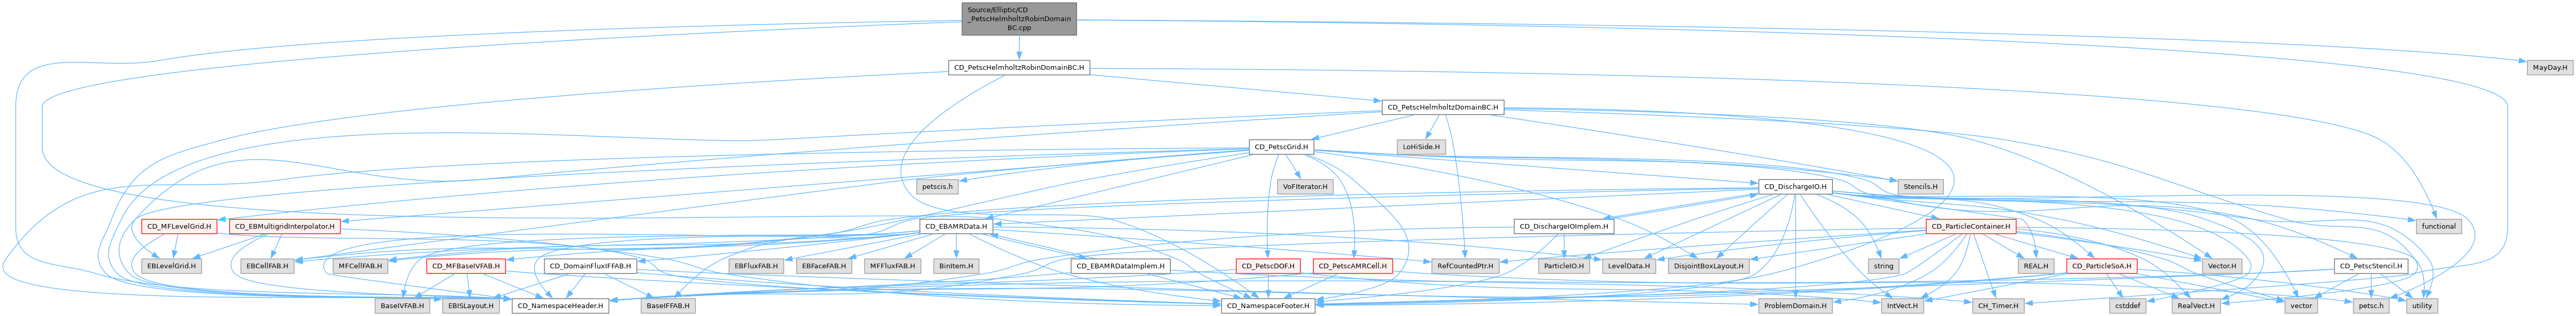 Source/Elliptic/CD
_PetscHelmholtzRobinDomain
BC.cpp
MayDay.H
CD_PetscHelmholtzRobinDomainBC.H
CD_PetscHelmholtzDomainBC.H
LoHiSide.H
CD_PetscGrid.H
petscis.h
VoFIterator.H
CD_DischargeIO.H
Stencils.H
CD_MFLevelGrid.H
CD_EBMultigridInterpolator.H
CD_EBAMRData.H
CD_DischargeIOImplem.H
CD_ParticleContainer.H
functional
EBLevelGrid.H
EBCellFAB.H
MFCellFAB.H
CD_MFBaseIVFAB.H
CD_DomainFluxIFFAB.H
EBFluxFAB.H
EBFaceFAB.H
MFFluxFAB.H
BinItem.H
CD_EBAMRDataImplem.H
CD_PetscDOF.H
CD_PetscAMRCell.H
RefCountedPtr.H
ParticleIO.H
LevelData.H
DisjointBoxLayout.H
string
REAL.H
CD_ParticleSoA.H
Vector.H
CD_PetscStencil.H
BaseIVFAB.H
EBISLayout.H
CD_NamespaceHeader.H
BaseIFFAB.H
CD_NamespaceFooter.H
ProblemDomain.H
IntVect.H
CH_Timer.H
cstddef
RealVect.H
vector
petsc.h
utility